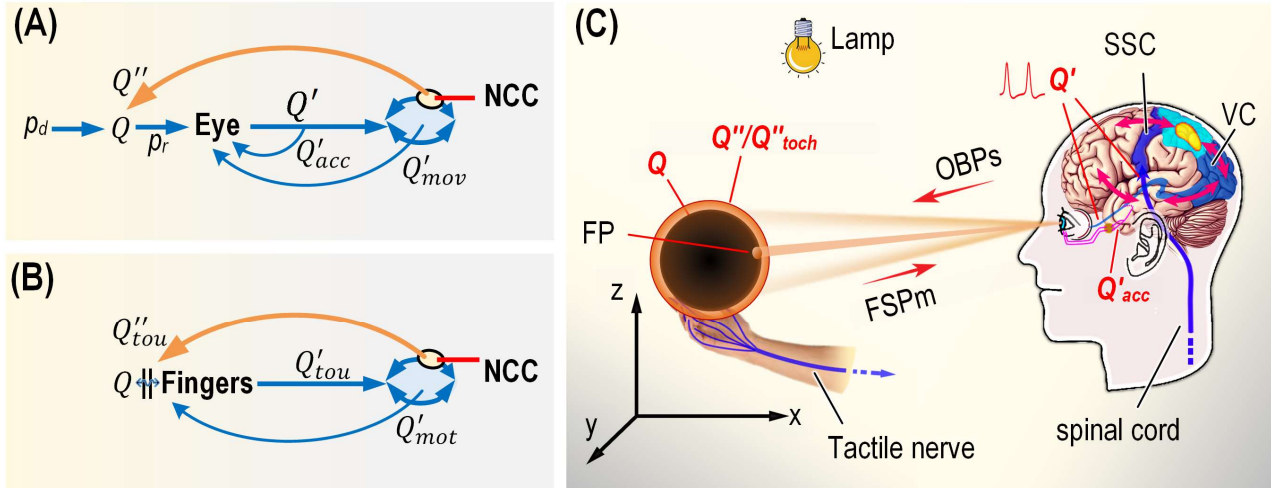 (A)
Q''
Q'
NCC
p_d
Q
p_r
Eye
Q'_acc
Q'_mov
(B)
Q''_tou
Q'_tou
NCC
Q
Fingers
Q'_mot
(C)
Lamp
SSC
Q'
VC
Q''/Q''_toch
Q
OBPs
FP
FSPm
Q'_acc
z
x
y
Tactile nerve
spinal cord